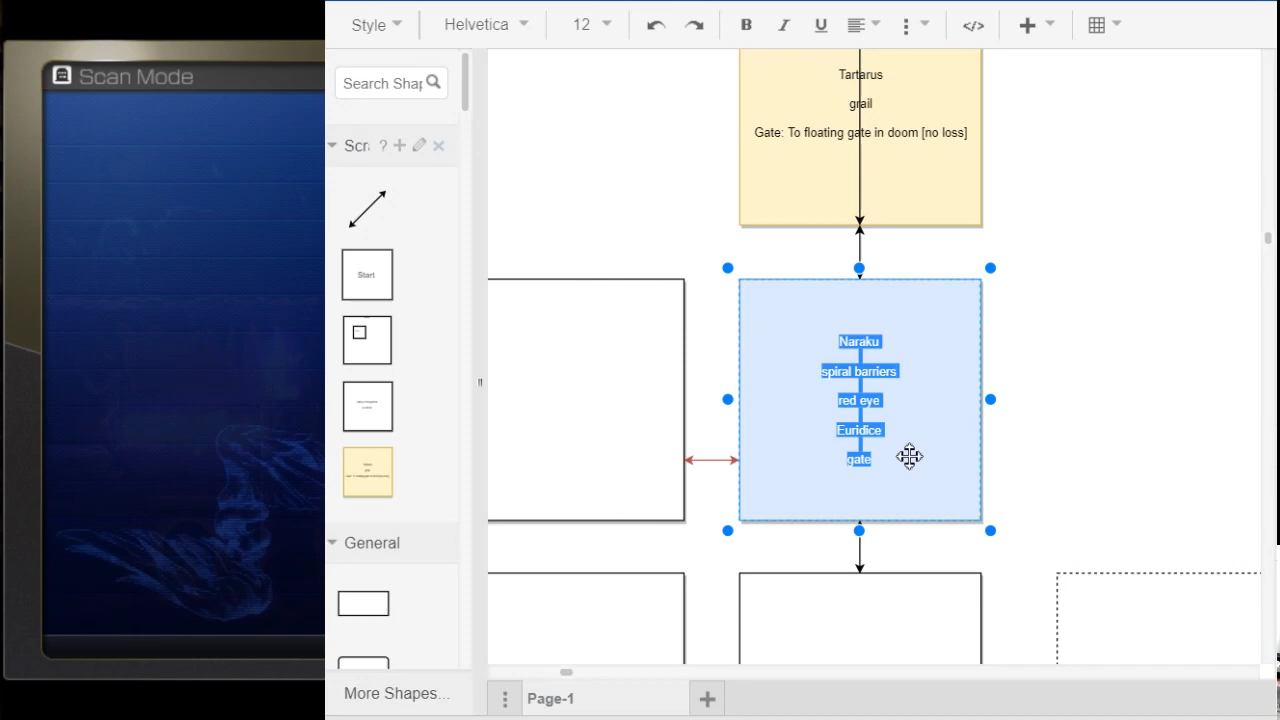 Scan Mode
Style
Helvetica
12
B
I
U
</>
Search Shap
Scra
? +
Start
General
More Shapes...
Page-1
Tartarus
grail
Gate: To floating gate in doom [no loss]
Naraku
spiral barriers
red eye
Euridice
gate